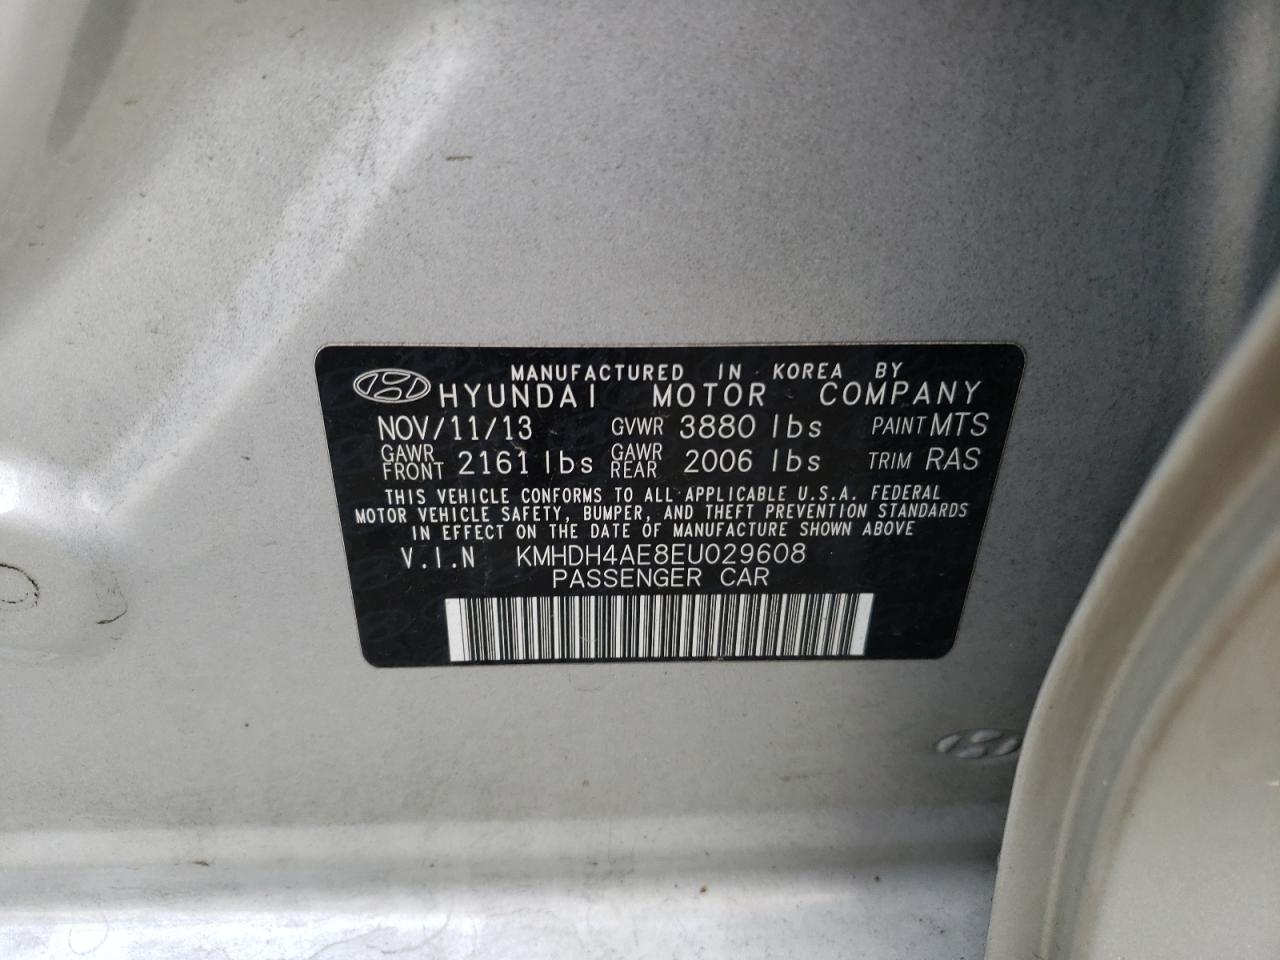 MANUFACTURED IN KOREA BY
HYUNDAI MOTOR COMPANY
NOV/11/13 GVWR 3880 lbs PAINT MTS
GAWR FRONT 2161 lbs GAWR REAR 2006 lbs TRIM RAS
THIS VEHICLE CONFORMS TO ALL APPLICABLE U.S.A. FEDERAL
MOTOR VEHICLE SAFETY, BUMPER, AND THEFT PREVENTION STANDARDS
IN EFFECT ON THE DATE OF MANUFACTURE SHOWN ABOVE
V.I.N KMHDH4AE8EU029608
PASSENGER CAR